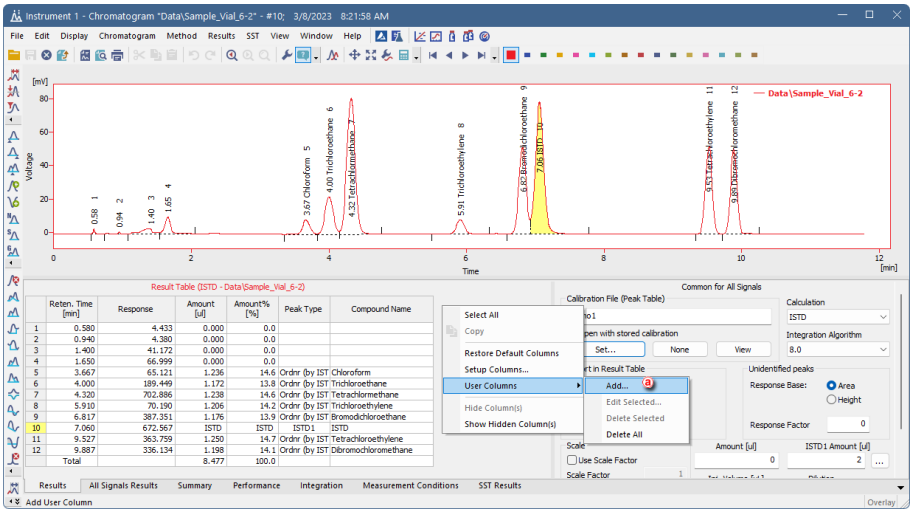 Instrument 1 - Chromatogram "Data\Sample_Vial_6-2" - #10; 3/8/2023 8:21:58 AM
File Edit Display Chromatogram Method Results SST View Window Help
[mV]
80
60
40
20
0
Voltage
0.58 1
0.94 2
1.40 3
1.65 4
3.67 Chloroform 5
4.00 Trichloroethane 6
4.32 Tetrachlormethane 7
5.91 Trichloroethylene 8
6.82 Bromodichloroethane 9
7.06 ISTD 10
9.53 Tetrachloroethylene 11
9.89 Dibromochloromethane 12
Data\Sample_Vial_6-2
0 2 4 6 8 10 12
Time
[min]
Result Table (ISTD - Data\Sample_Vial_6-2)
Reten. Time [min] Response Amount [ul] Amount% [%] Peak Type Compound Name
1 0.580 4.433 0.000 0.0
2 0.940 4.380 0.000 0.0
3 1.400 41.172 0.000 0.0
4 1.650 66.999 0.000 0.0
5 3.667 65.121 1.236 14.6 Ordnr (by IST Chloroform
6 4.000 189.449 1.172 13.8 Ordnr (by IST Trichloroethane
7 4.320 702.886 1.238 14.6 Ordnr (by IST Tetrachlormethane
8 5.910 70.190 1.206 14.2 Ordnr (by IST Trichloroethylene
9 6.817 387.351 1.176 13.9 Ordnr (by IST Bromodichloroethane
10 7.060 672.567 ISTD ISTD ISTD1 ISTD
11 9.527 363.759 1.250 14.7 Ordnr (by IST Tetrachloroethylene
12 9.887 336.134 1.198 14.1 Ordnr (by IST Dibromochloromethane
Total 8.477 100.0
Select All
Copy
Restore Default Columns
Setup Columns...
User Columns
Hide Column(s)
Show Hidden Column(s)
Add... a
Edit Selected...
Delete Selected
Delete All
Common for All Signals
Calibration File (Peak Table)
o1
pen with stored calibration
Set... None View
Calculation
ISTD
Integration Algorithm
8.0
ort in Result Table
Unidentified peaks
Response Base: Area
Height
Response Factor 0
Scale
Use Scale Factor
Scale Factor 1
Amount [ul]
0
ISTD1 Amount [ul]
2 ...
Results All Signals Results Summary Performance Integration Measurement Conditions SST Results
Add User Column
Overlay